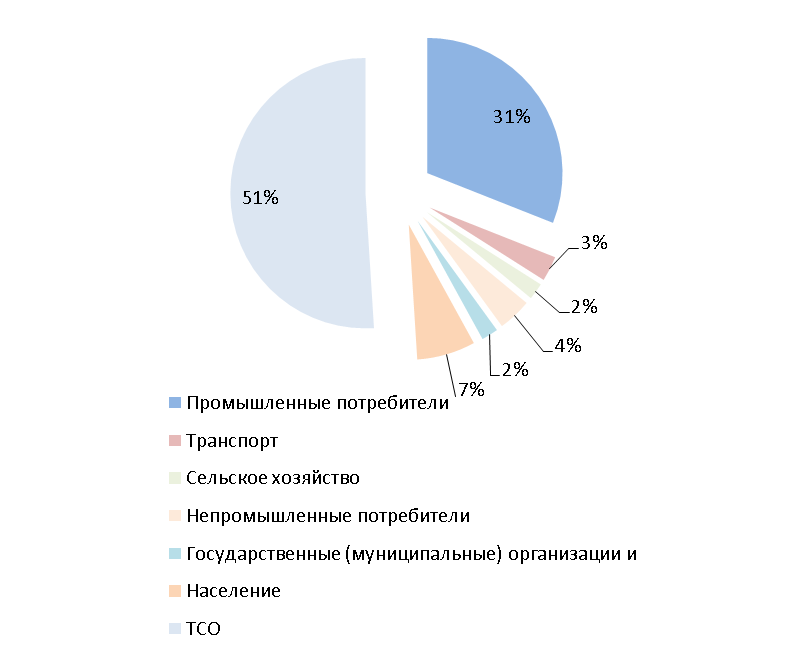 31%
51%
3%
2%
4%
2%
7%
Промышленные потребители
Транспорт
Сельское хозяйство
Непромышленные потребители
Государственные (муниципальные) организации и
Население
ТСО